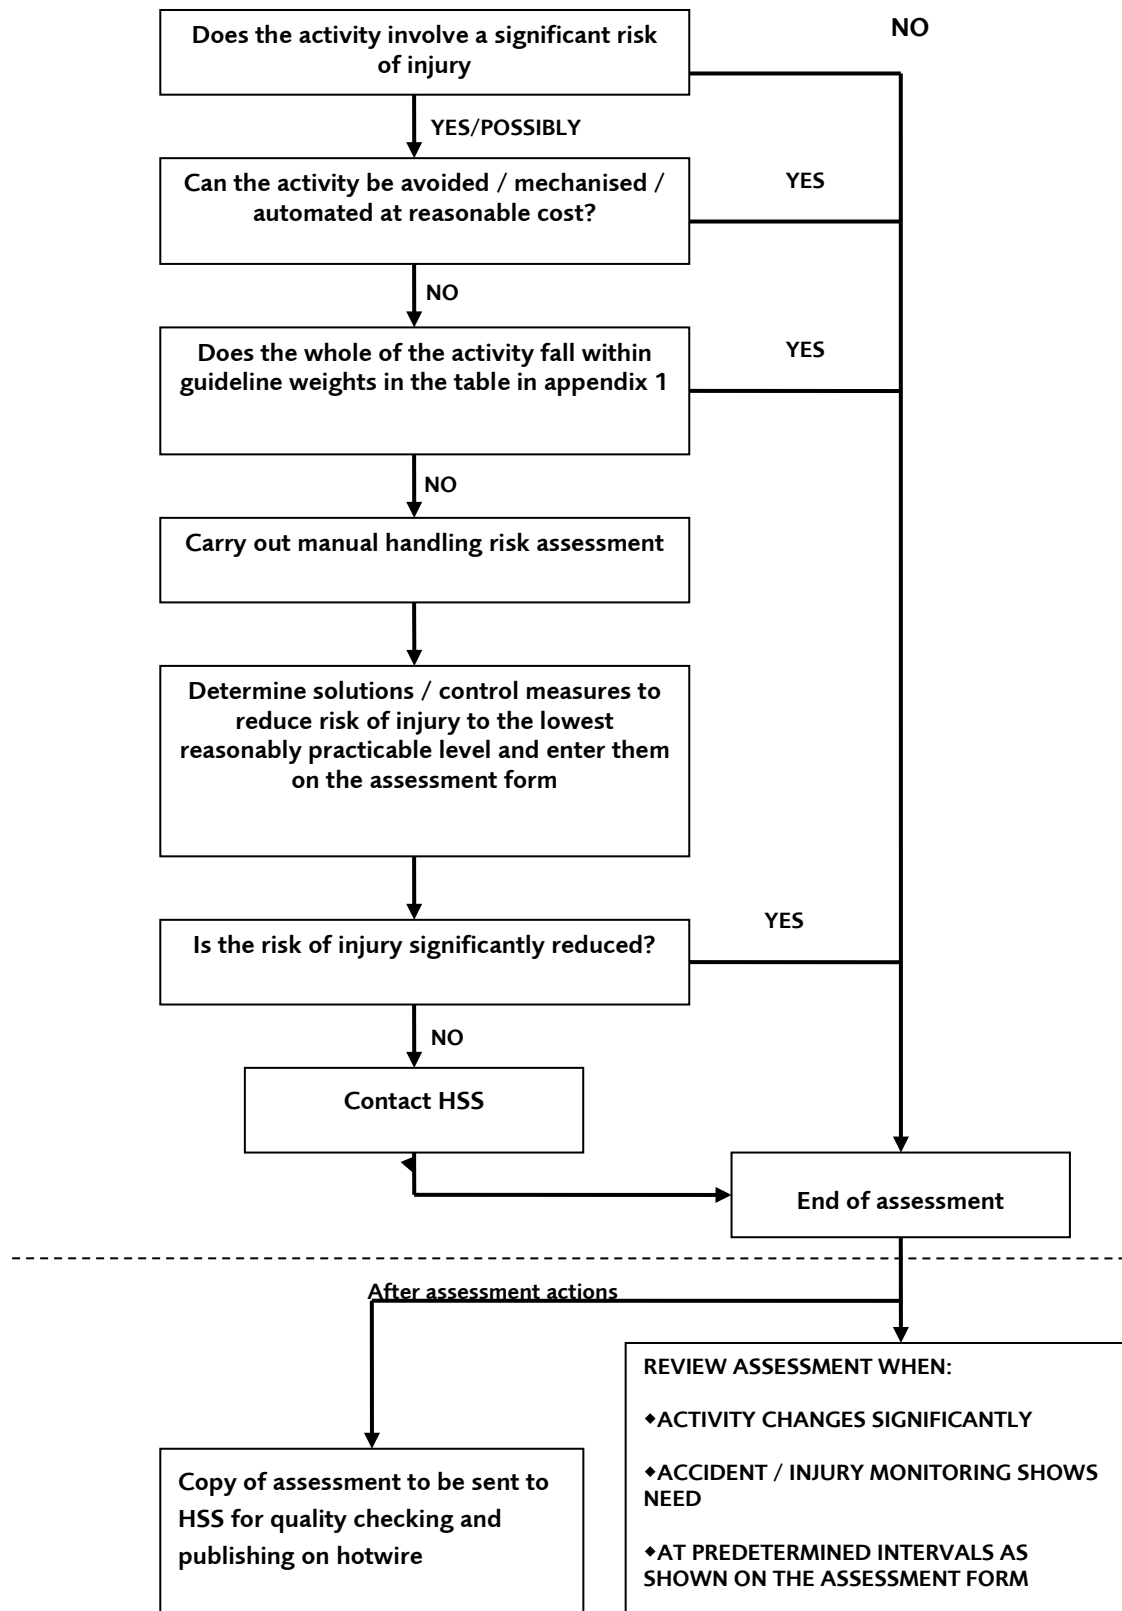 Does the activity involve a significant risk
of injury
NO
YES/POSSIBLY
Can the activity be avoided / mechanised /
automated at reasonable cost?
YES
NO
Does the whole of the activity fall within
guideline weights in the table in appendix 1
YES
NO
Carry out manual handling risk assessment
Determine solutions / control measures to
reduce risk of injury to the lowest
reasonably practicable level and enter them
on the assessment form
Is the risk of injury significantly reduced?
YES
NO
Contact HSS
End of assessment
After assessment actions
Copy of assessment to be sent to
HSS for quality checking and
publishing on hotwire
REVIEW ASSESSMENT WHEN:
◆ACTIVITY CHANGES SIGNIFICANTLY
◆ACCIDENT / INJURY MONITORING SHOWS
NEED
◆AT PREDETERMINED INTERVALS AS
SHOWN ON THE ASSESSMENT FORM